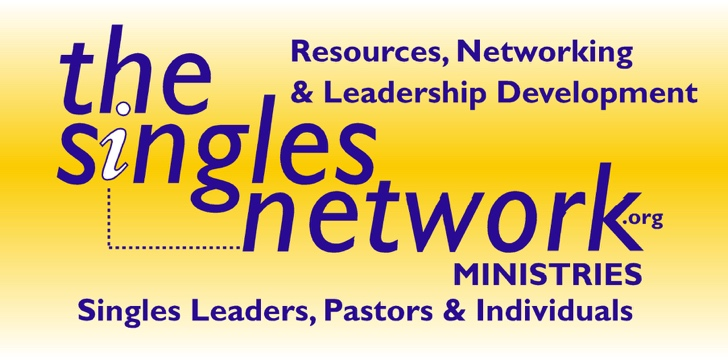 Resources, Networking
& Leadership Development
the
singles
network.org
MINISTRIES
Singles Leaders, Pastors & Individuals